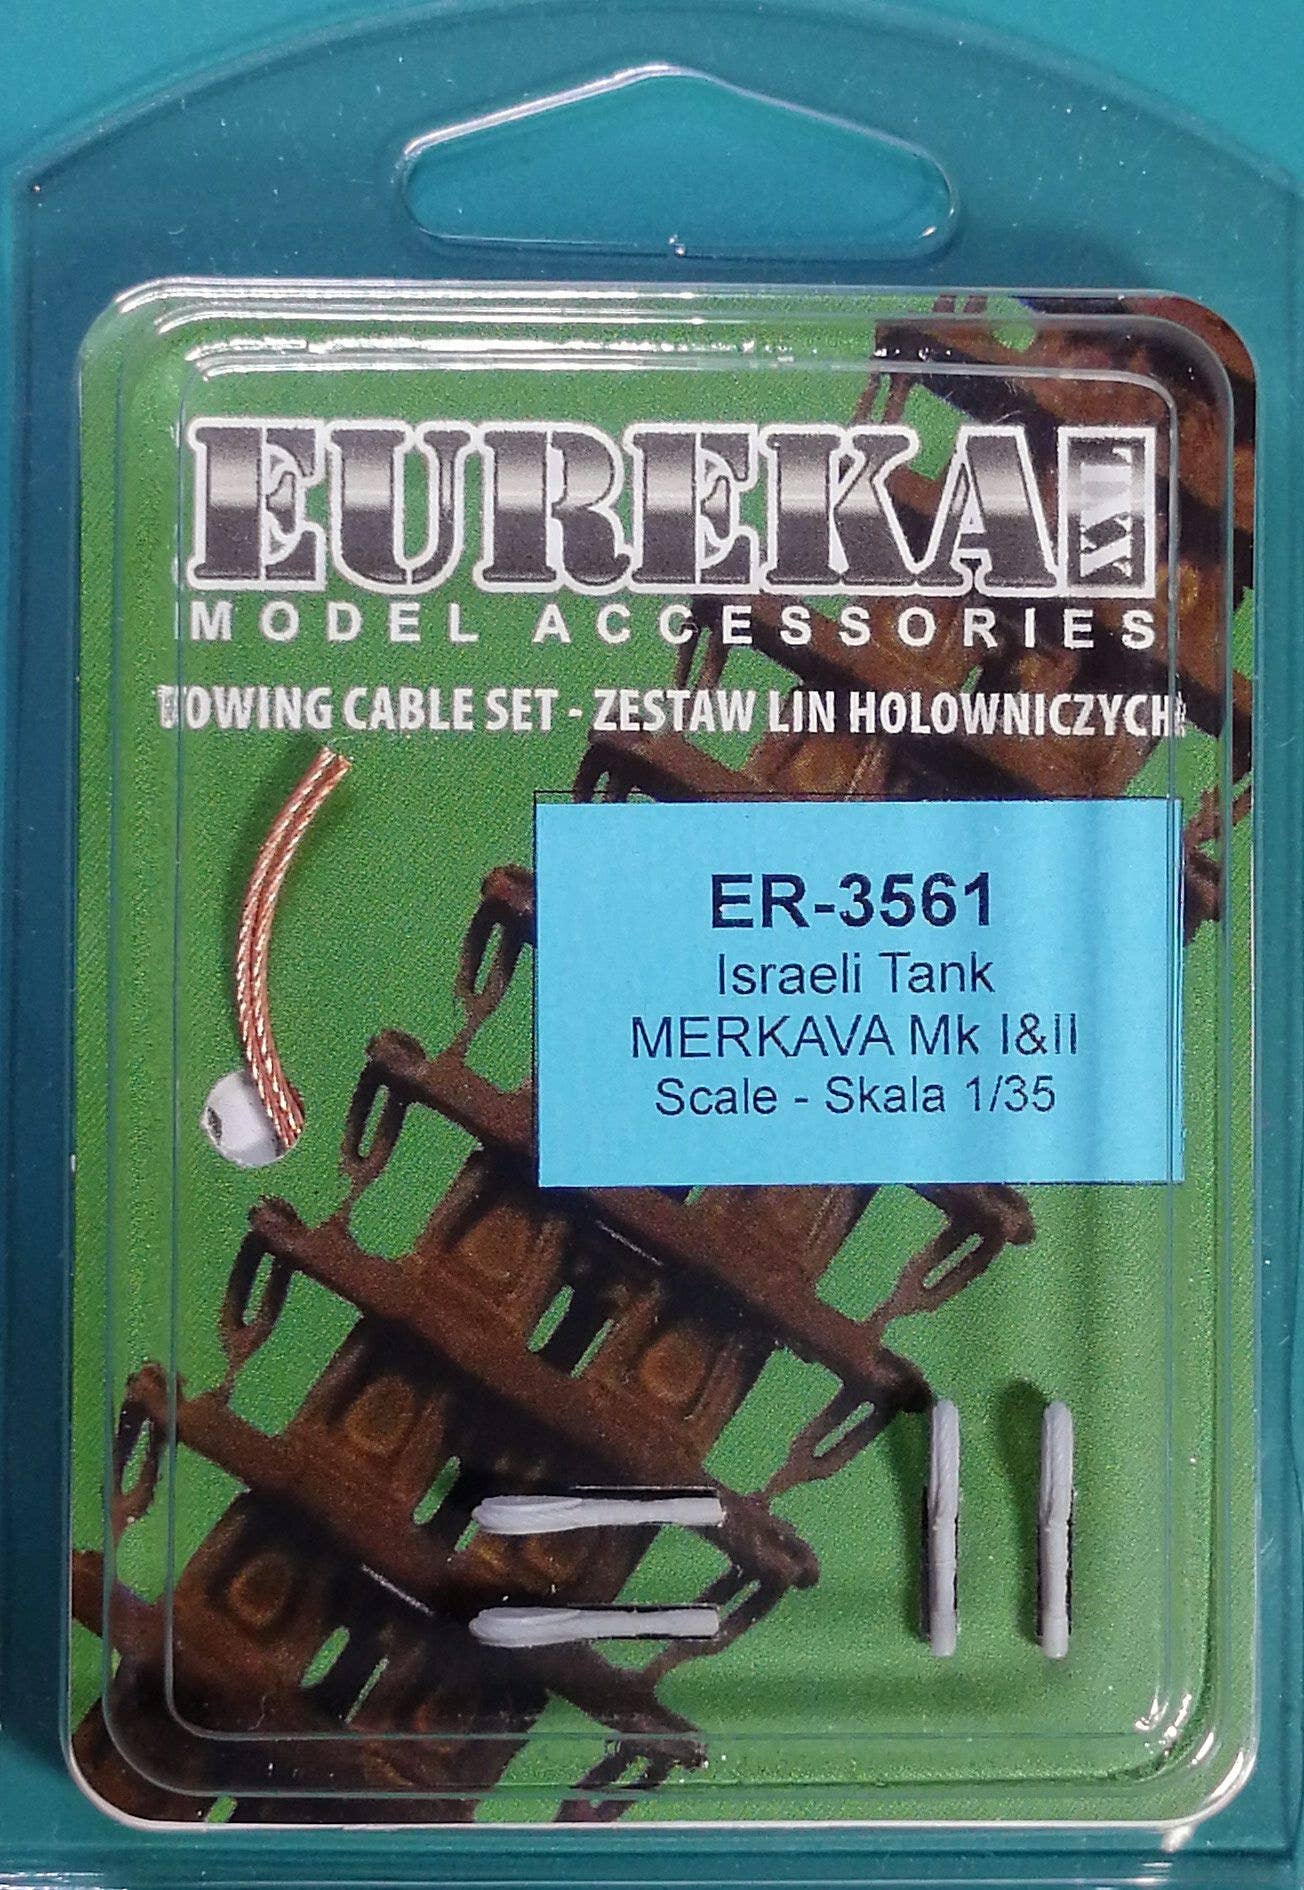 EUREKA XXL
MODEL ACCESSORIES
TOWING CABLE SET - ZESTAW LIN HOLOWNICZYCH
ER-3561
Israeli Tank
MERKAVA Mk I&II
Scale - Skala 1/35